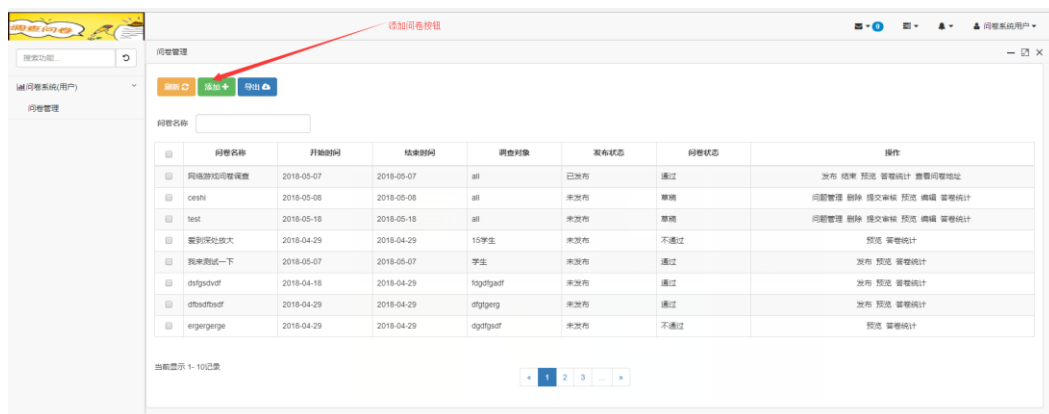 调查问卷
添加问卷按钮
0
问卷系统用户
搜索功能...
问卷管理
问卷系统(用户)
问卷管理
刷新 添加 导出
问卷名称
问卷名称 开始时间 结束时间 调查对象 发布状态 问卷状态 操作
网络游戏问卷调查 2018-05-07 2018-05-07 all 已发布 通过 发布 结束 预览 答卷统计 查看问卷地址
ceshi 2018-05-08 2018-05-08 all 未发布 草稿 问题管理 删除 提交审核 预览 编辑 答卷统计
test 2018-05-18 2018-05-18 all 未发布 草稿 问题管理 删除 提交审核 预览 编辑 答卷统计
爱到深处放大 2018-04-29 2018-04-29 15学生 未发布 不通过 预览 答卷统计
我来测试一下 2018-05-07 2018-05-07 学生 未发布 通过 发布 预览 答卷统计
dsfgsdvdf 2018-04-18 2018-04-29 fdgdfgadf 未发布 通过 发布 预览 答卷统计
dfbsdfbsdf 2018-04-29 2018-04-29 dfgtgerg 未发布 通过 发布 预览 答卷统计
ergergerge 2018-04-29 2018-04-29 dgdfgsdf 未发布 不通过 预览 答卷统计
当前显示 1- 10记录
« 1 2 3 ... »